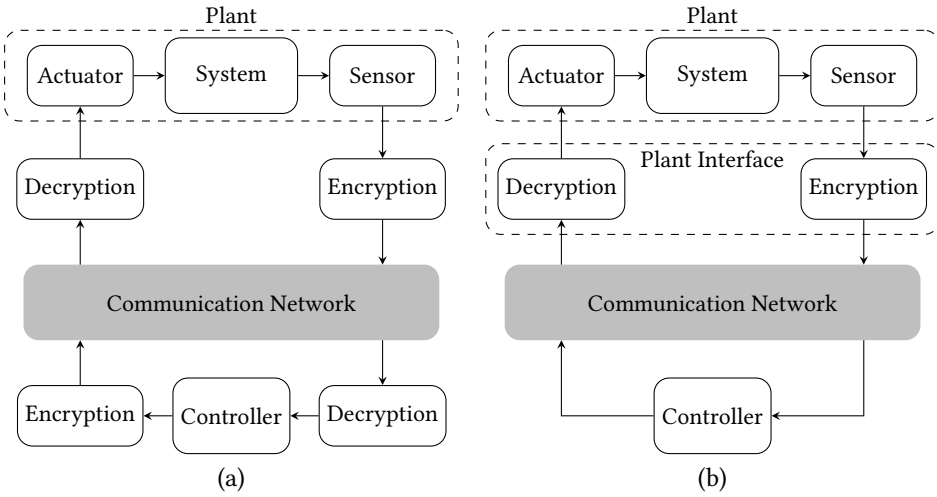 Plant
Actuator
System
Sensor
Decryption
Encryption
Communication Network
Encryption
Controller
Decryption
(a)
Plant
Actuator
System
Sensor
Plant Interface
Decryption
Encryption
Communication Network
Controller
(b)